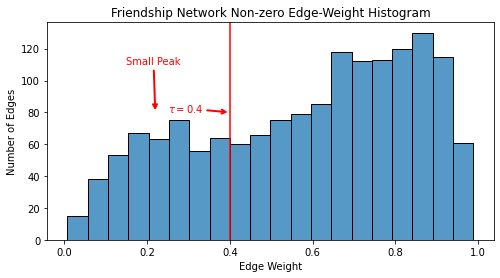 Friendship Network Non-zero Edge-Weight Histogram
Number of Edges
120
100
80
60
40
20
0
Small Peak
τ = 0.4
0.0 0.2 0.4 0.6 0.8 1.0
Edge Weight